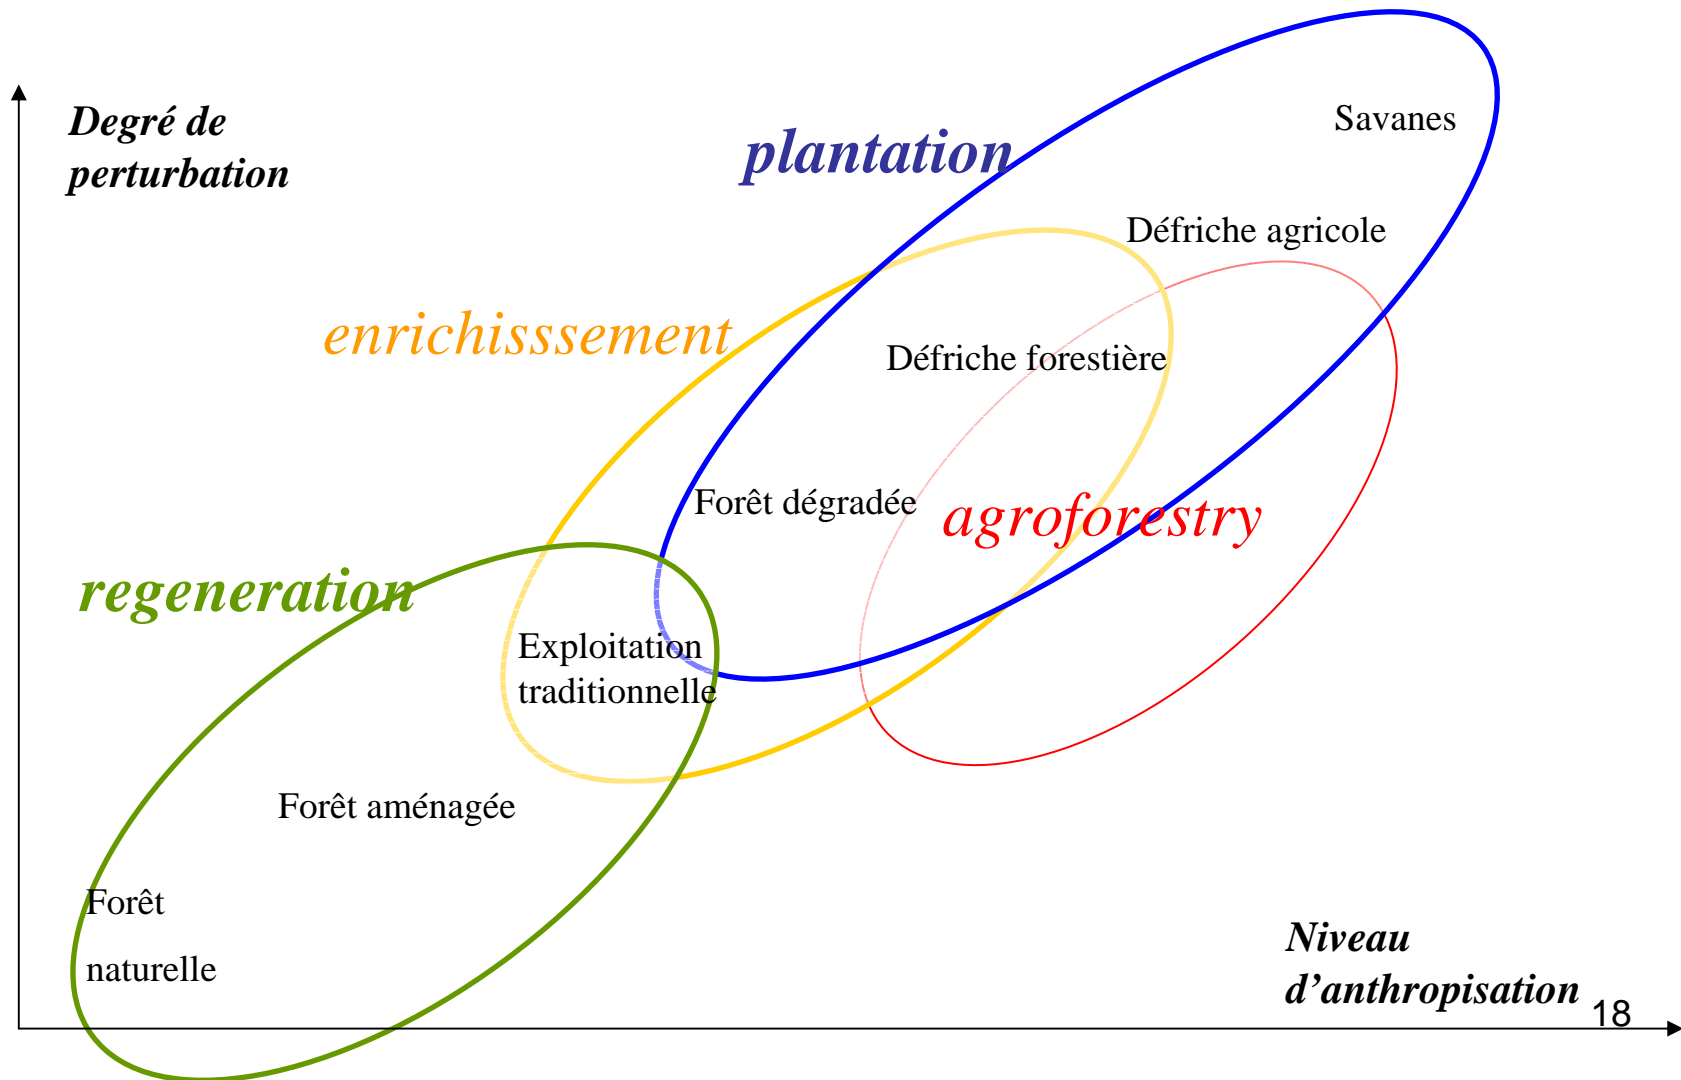 Degré de
perturbation
plantation
Savanes
Défriche agricole
enrichisssement
Défriche forestière
Forêt dégradée
agroforestry
regeneration
Exploitation
traditionnelle
Forêt aménagée
Forêt
naturelle
Niveau
d’anthropisation
18